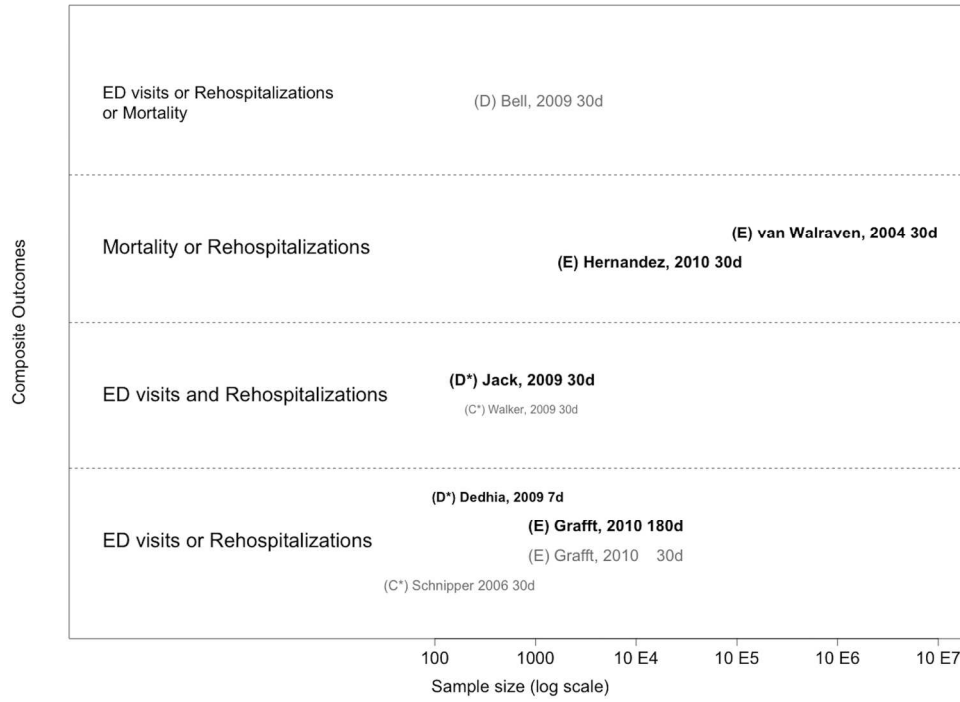 ED visits or Rehospitalizations
or Mortality
(D) Bell, 2009 30d
Mortality or Rehospitalizations
(E) van Walraven, 2004 30d
(E) Hernandez, 2010 30d
Composite Outcomes
ED visits and Rehospitalizations
(D*) Jack, 2009 30d
(C*) Walker, 2009 30d
ED visits or Rehospitalizations
(D*) Dedhia, 2009 7d
(E) Grafft, 2010 180d
(E) Grafft, 2010 30d
(C*) Schnipper 2006 30d
100 1000 10 E4 10 E5 10 E6 10 E7
Sample size (log scale)